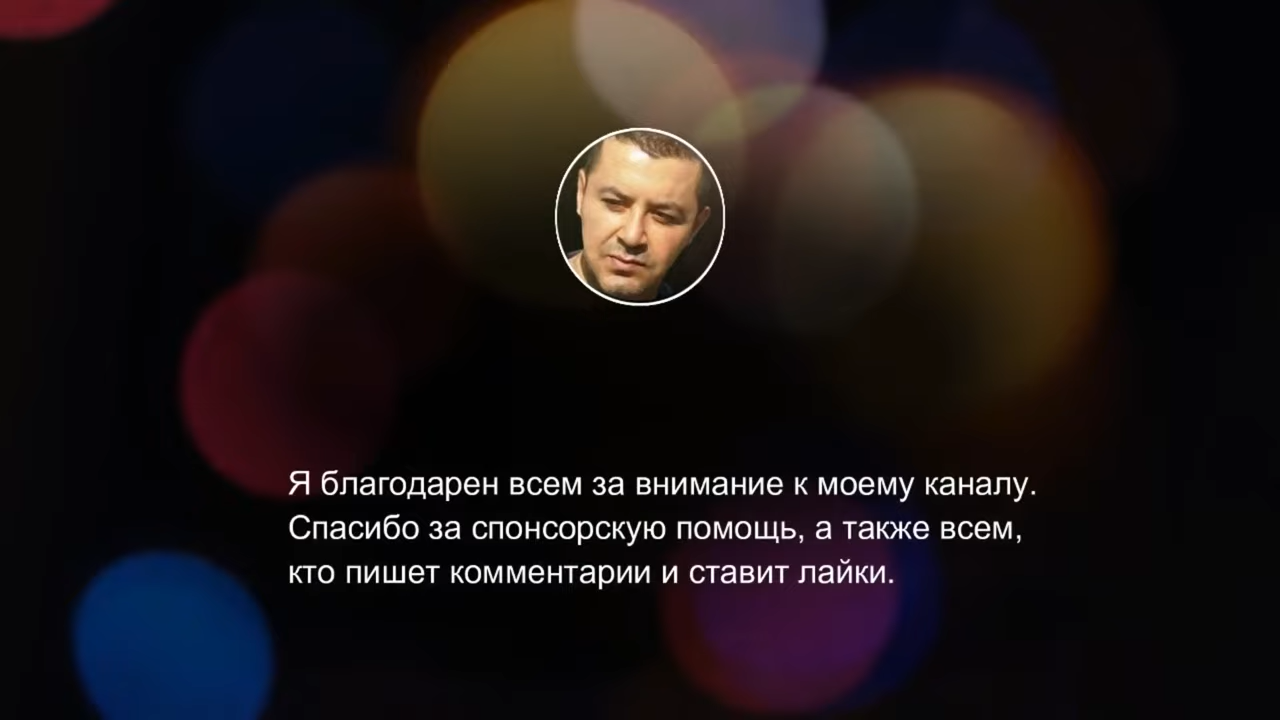 Я благодарен всем за внимание к моему каналу.
Спасибо за спонсорскую помощь, а также всем,
кто пишет комментарии и ставит лайки.